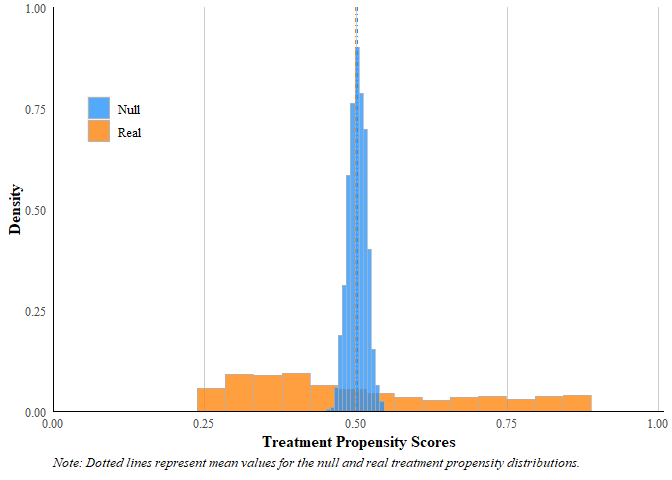 1.00
0.75
0.50
0.25
0.00
Density
Null
Real
0.00 0.25 0.50 0.75 1.00
Treatment Propensity Scores
Note: Dotted lines represent mean values for the null and real treatment propensity distributions.